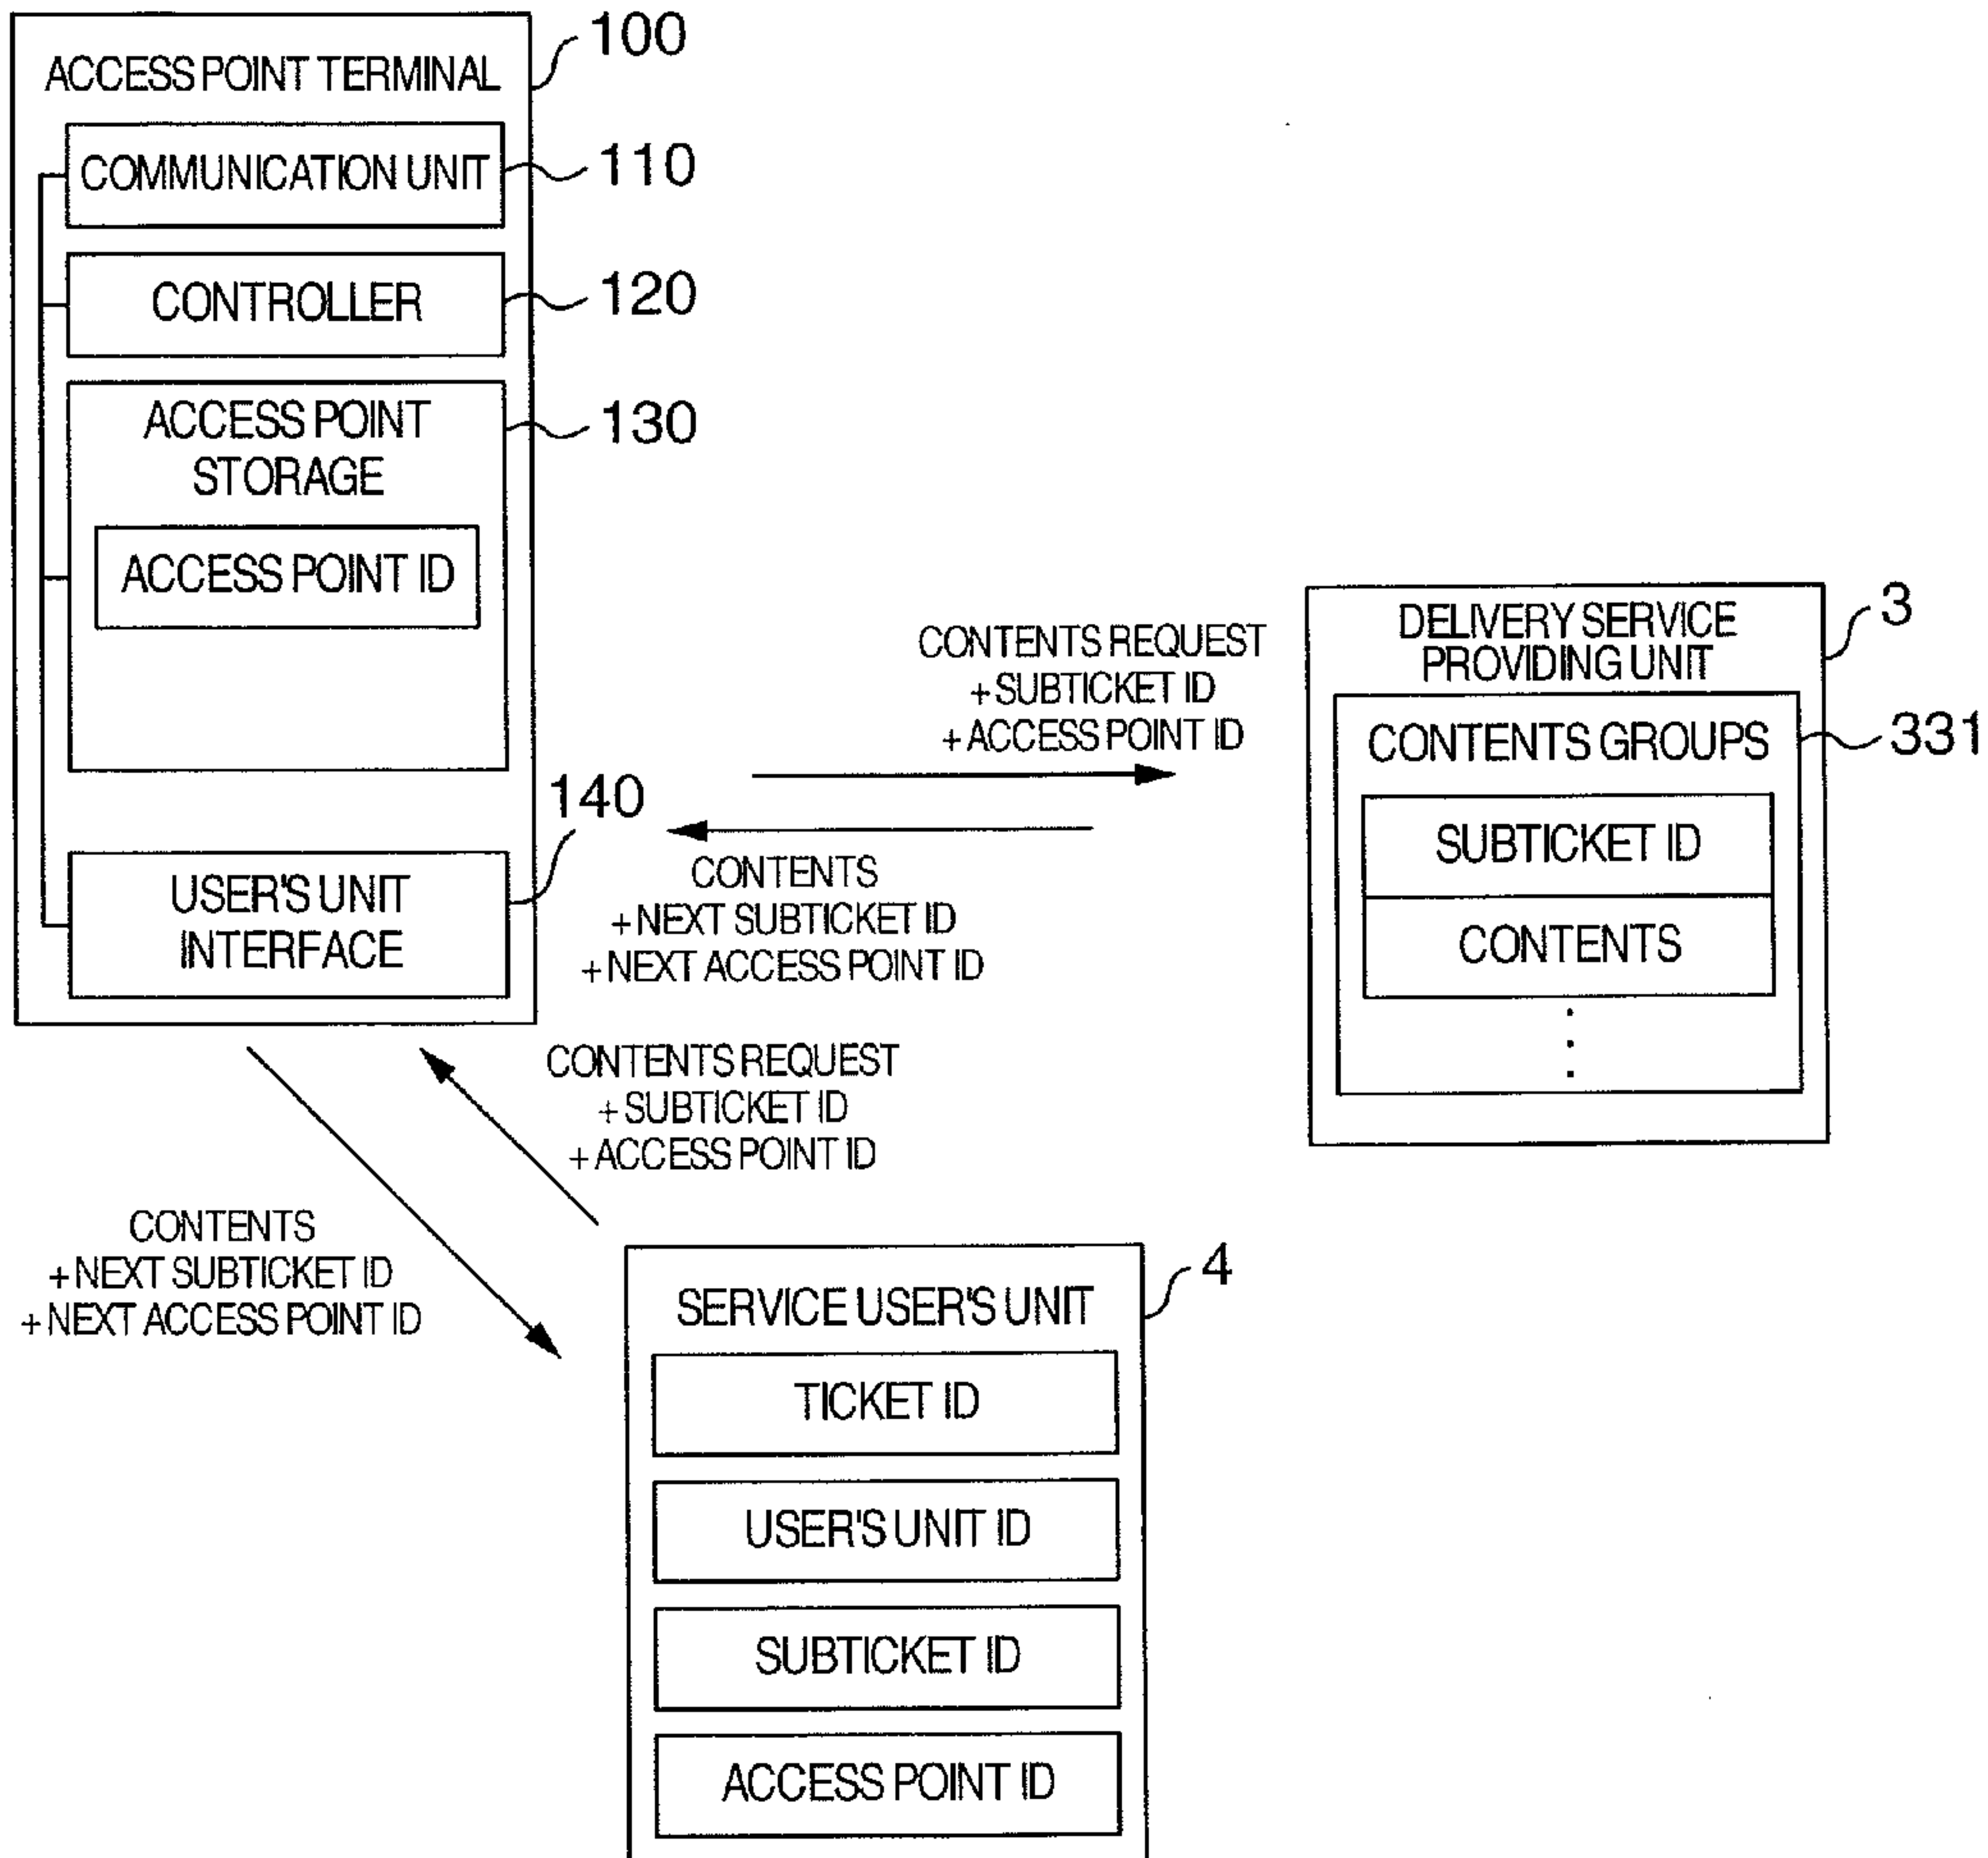 ACCESS POINT TERMINAL
100
COMMUNICATION UNIT
110
CONTROLLER
120
ACCESS POINT
STORAGE
130
ACCESS POINT ID
USER'S UNIT
INTERFACE
140
CONTENTS REQUEST
+SUBTICKET ID
+ACCESS POINT ID
CONTENTS
+NEXT SUBTICKET ID
+NEXT ACCESS POINT ID
DELIVERY SERVICE
PROVIDING UNIT
3
CONTENTS GROUPS
331
SUBTICKET ID
CONTENTS
CONTENTS REQUEST
+SUBTICKET ID
+ACCESS POINT ID
CONTENTS
+NEXT SUBTICKET ID
+NEXT ACCESS POINT ID
SERVICE USER'S UNIT
4
TICKET ID
USER'S UNIT ID
SUBTICKET ID
ACCESS POINT ID